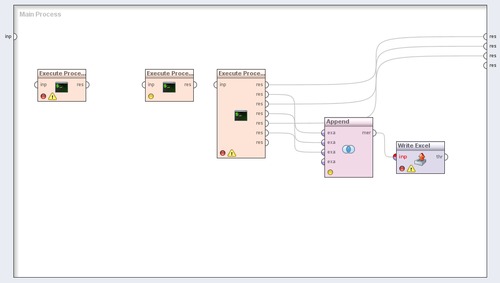 Main Process
inp
res
res
res
res
Execute Proce...
inp
res
Execute Proce...
inp
res
Execute Proce...
inp
res
res
res
res
res
res
res
Append
exa
exa
exa
exa
mer
Write Excel
inp
thr